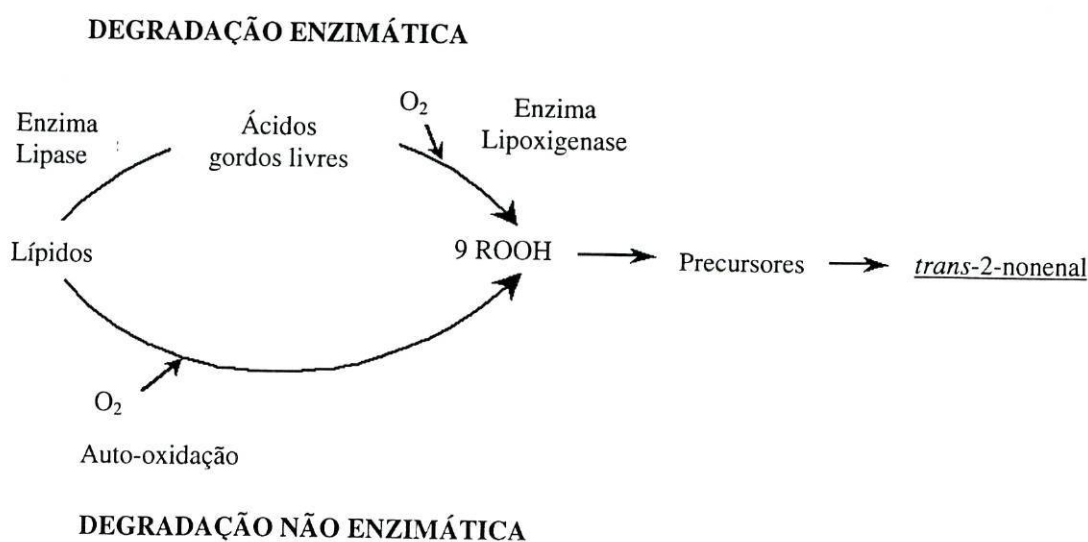 DEGRADAÇÃO ENZIMÁTICA
Enzima
Lipase
Ácidos
gordos livres
O₂
Enzima
Lipoxigenase
Lípidos
9 ROOH
Precursores
trans-2-nonenal
O₂
Auto-oxidação
DEGRADAÇÃO NÃO ENZIMÁTICA